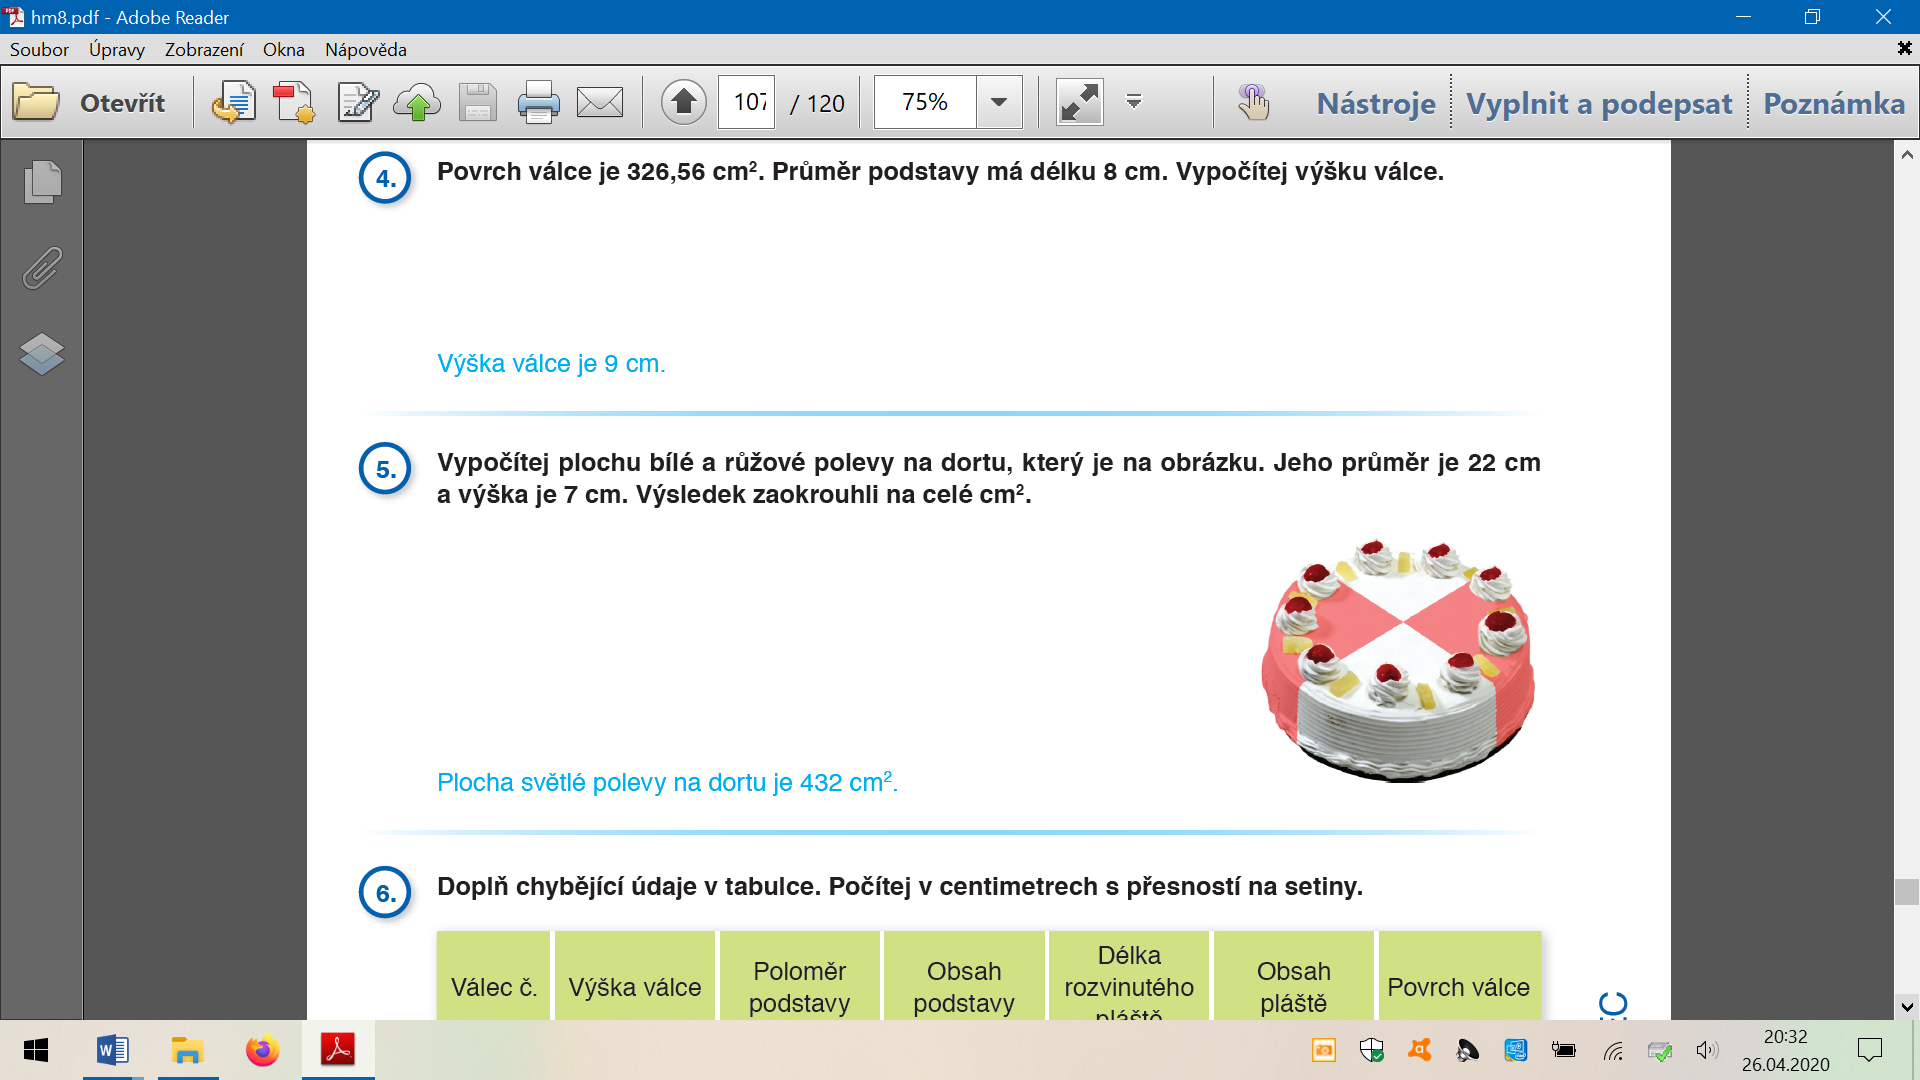 hm8.pdf - Adobe Reader
Soubor Úpravy Zobrazení Okna Nápověda
Otevřít 107 / 120 75% Nástroje Vyplnit a podepsat Poznámka
4. Povrch válce je 326,56 cm². Průměr podstavy má délku 8 cm. Vypočítej výšku válce.
Výška válce je 9 cm.
5. Vypočítej plochu bílé a růžové polevy na dortu, který je na obrázku. Jeho průměr je 22 cm
a výška je 7 cm. Výsledek zaokrouhli na celé cm².
Plocha světlé polevy na dortu je 432 cm².
6. Doplň chybějící údaje v tabulce. Počítej v centimetrech s přesností na setiny.
Válec č.
Výška válce
Poloměr
podstavy
Obsah
podstavy
Délka
rozvinutého
pláště
Obsah
pláště
Povrch válce
EC
20:32
26.04.2020